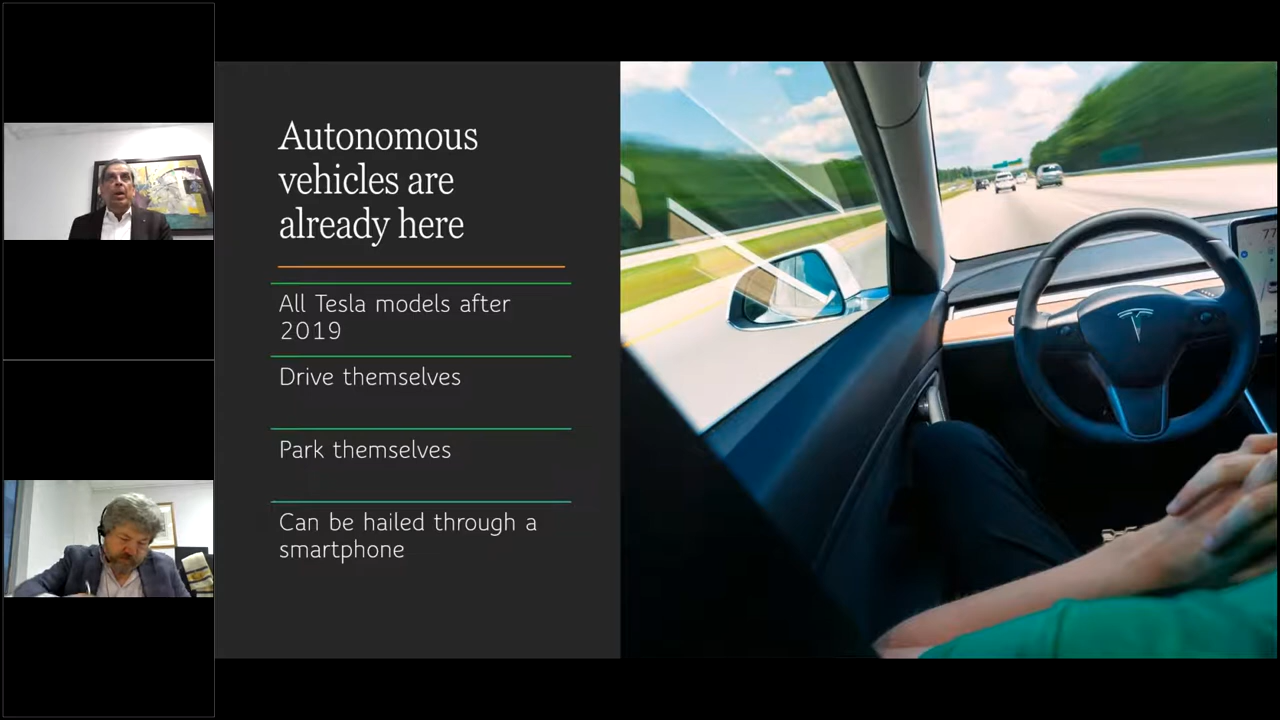 Autonomous
vehicles are
already here
All Tesla models after
2019
Drive themselves
Park themselves
Can be hailed through a
smartphone
77